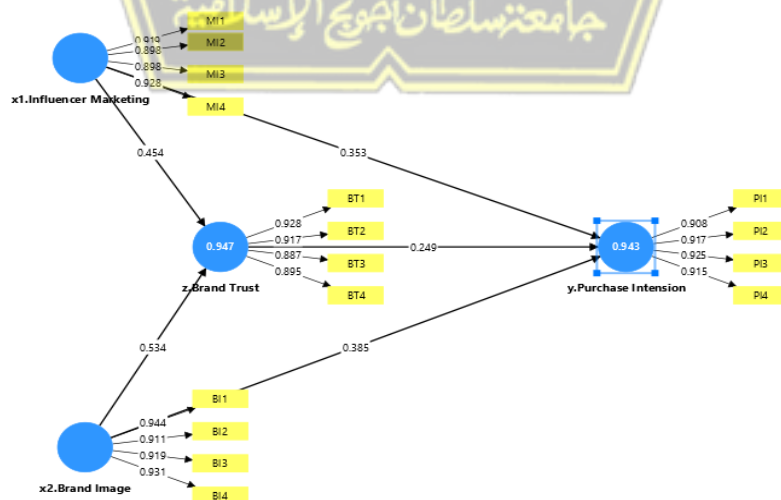 جامعتنسلطان أجونج الإسلامية
MI1
0.919
MI2
0.898
MI3
0.898
MI4
0.928
x1.Influencer Marketing
0.454
0.353
BT1
0.928
BT2
0.917
BT3
0.887
BT4
0.895
0.947
z.Brand Trust
0.249
0.943
y.Purchase Intension
PI1
0.908
PI2
0.917
PI3
0.925
PI4
0.915
0.534
0.385
BI1
0.944
BI2
0.911
BI3
0.919
BI4
0.931
x2.Brand Image